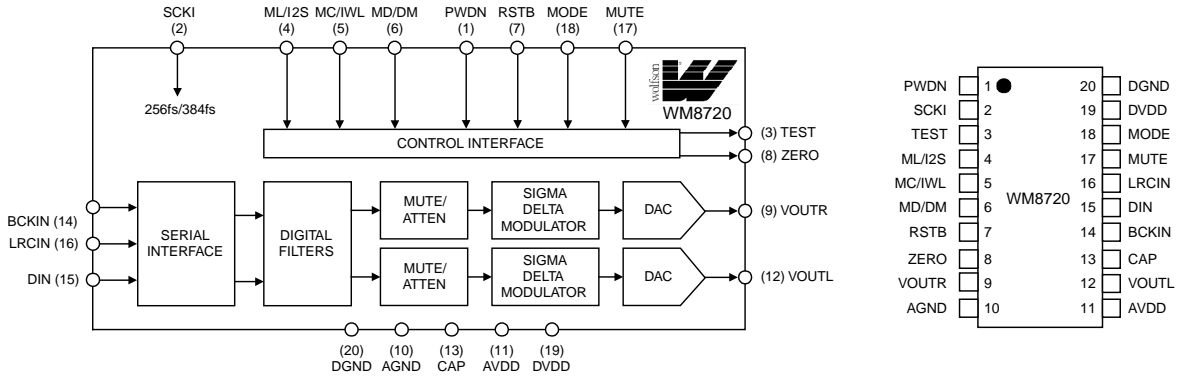 SCKI
(2)
ML/I2S
(4)
MC/IWL
(5)
MD/DM
(6)
PWDN
(1)
RSTB
(7)
MODE
(18)
MUTE
(17)
256fs/384fs
wolfson
WM8720
CONTROL INTERFACE
(3) TEST
(8) ZERO
BCKIN (14)
LRCIN (16)
DIN (15)
SERIAL
INTERFACE
DIGITAL
FILTERS
MUTE/
ATTEN
SIGMA
DELTA
MODULATOR
DAC
(9) VOUTR
MUTE/
ATTEN
SIGMA
DELTA
MODULATOR
DAC
(12) VOUTL
(20)
DGND
(10)
AGND
(13)
CAP
(11)
AVDD
(19)
DVDD
PWDN 1 20 DGND
SCKI 2 19 DVDD
TEST 3 18 MODE
ML/I2S 4 17 MUTE
MC/IWL 5 16 LRCIN
WM8720
MD/DM 6 15 DIN
RSTB 7 14 BCKIN
ZERO 8 13 CAP
VOUTR 9 12 VOUTL
AGND 10 11 AVDD